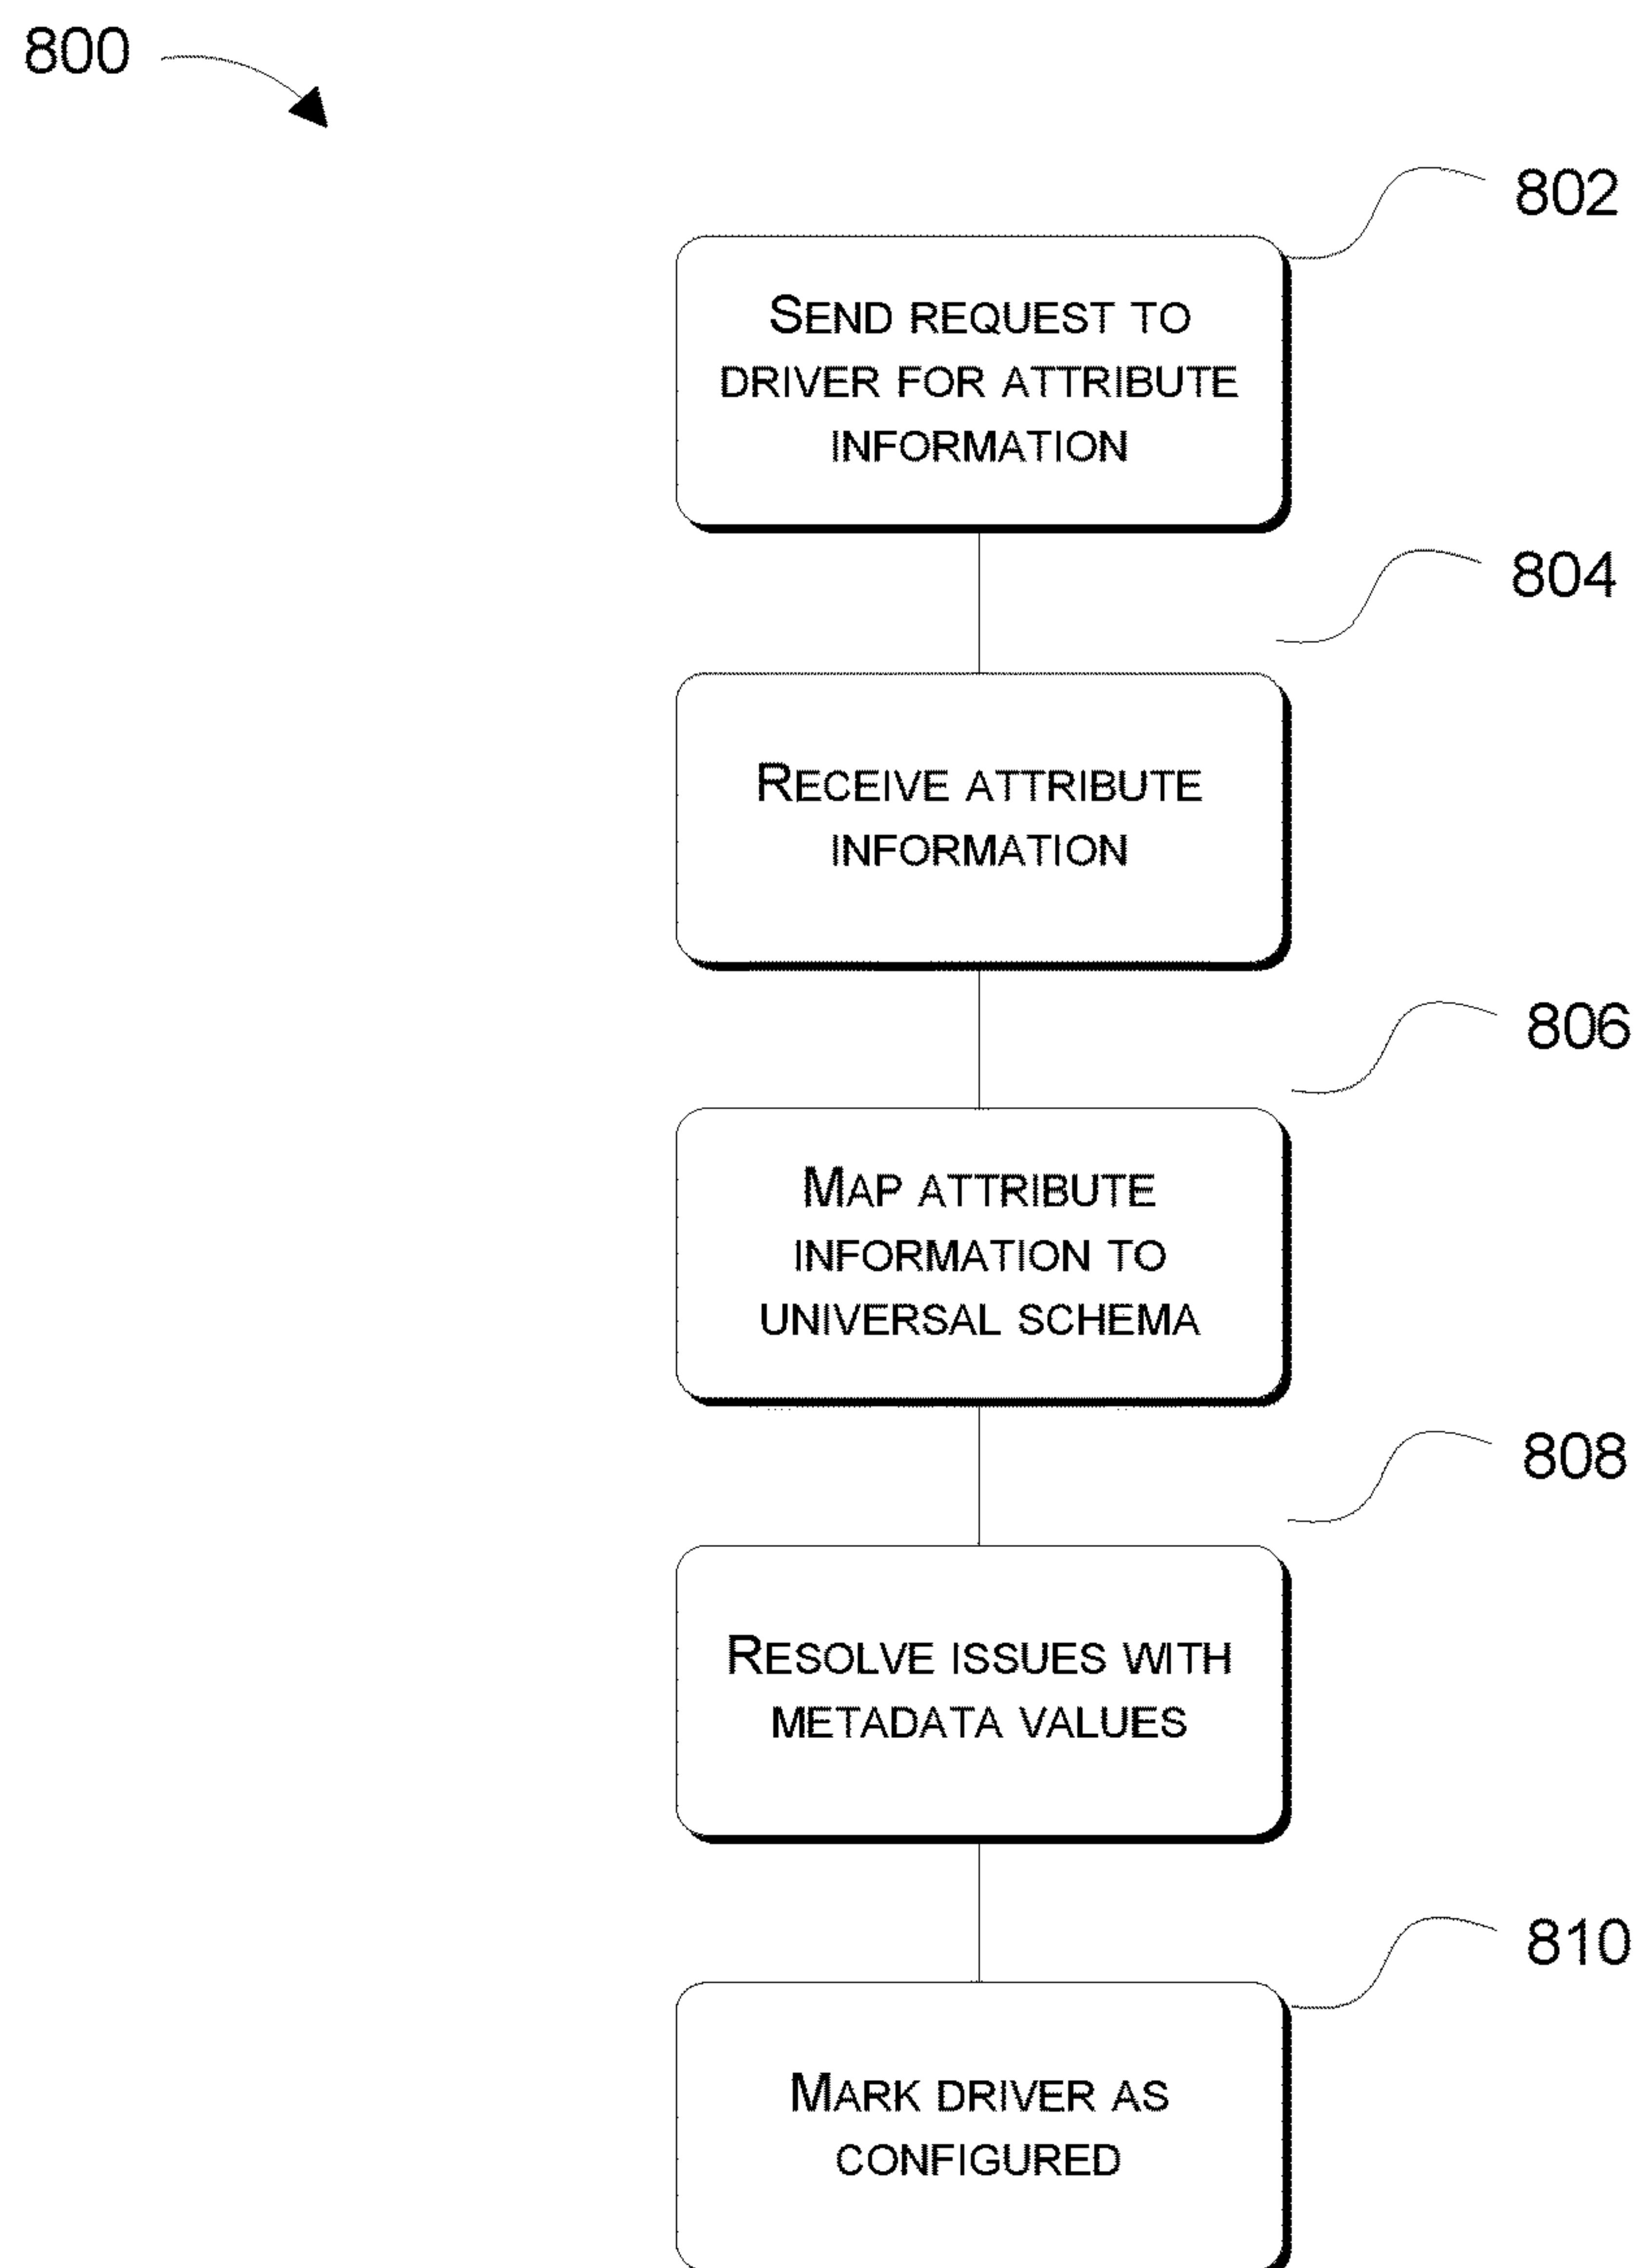 800
802
SEND REQUEST TO
DRIVER FOR ATTRIBUTE
INFORMATION
804
RECEIVE ATTRIBUTE
INFORMATION
806
MAP ATTRIBUTE
INFORMATION TO
UNIVERSAL SCHEMA
808
RESOLVE ISSUES WITH
METADATA VALUES
810
MARK DRIVER AS
CONFIGURED